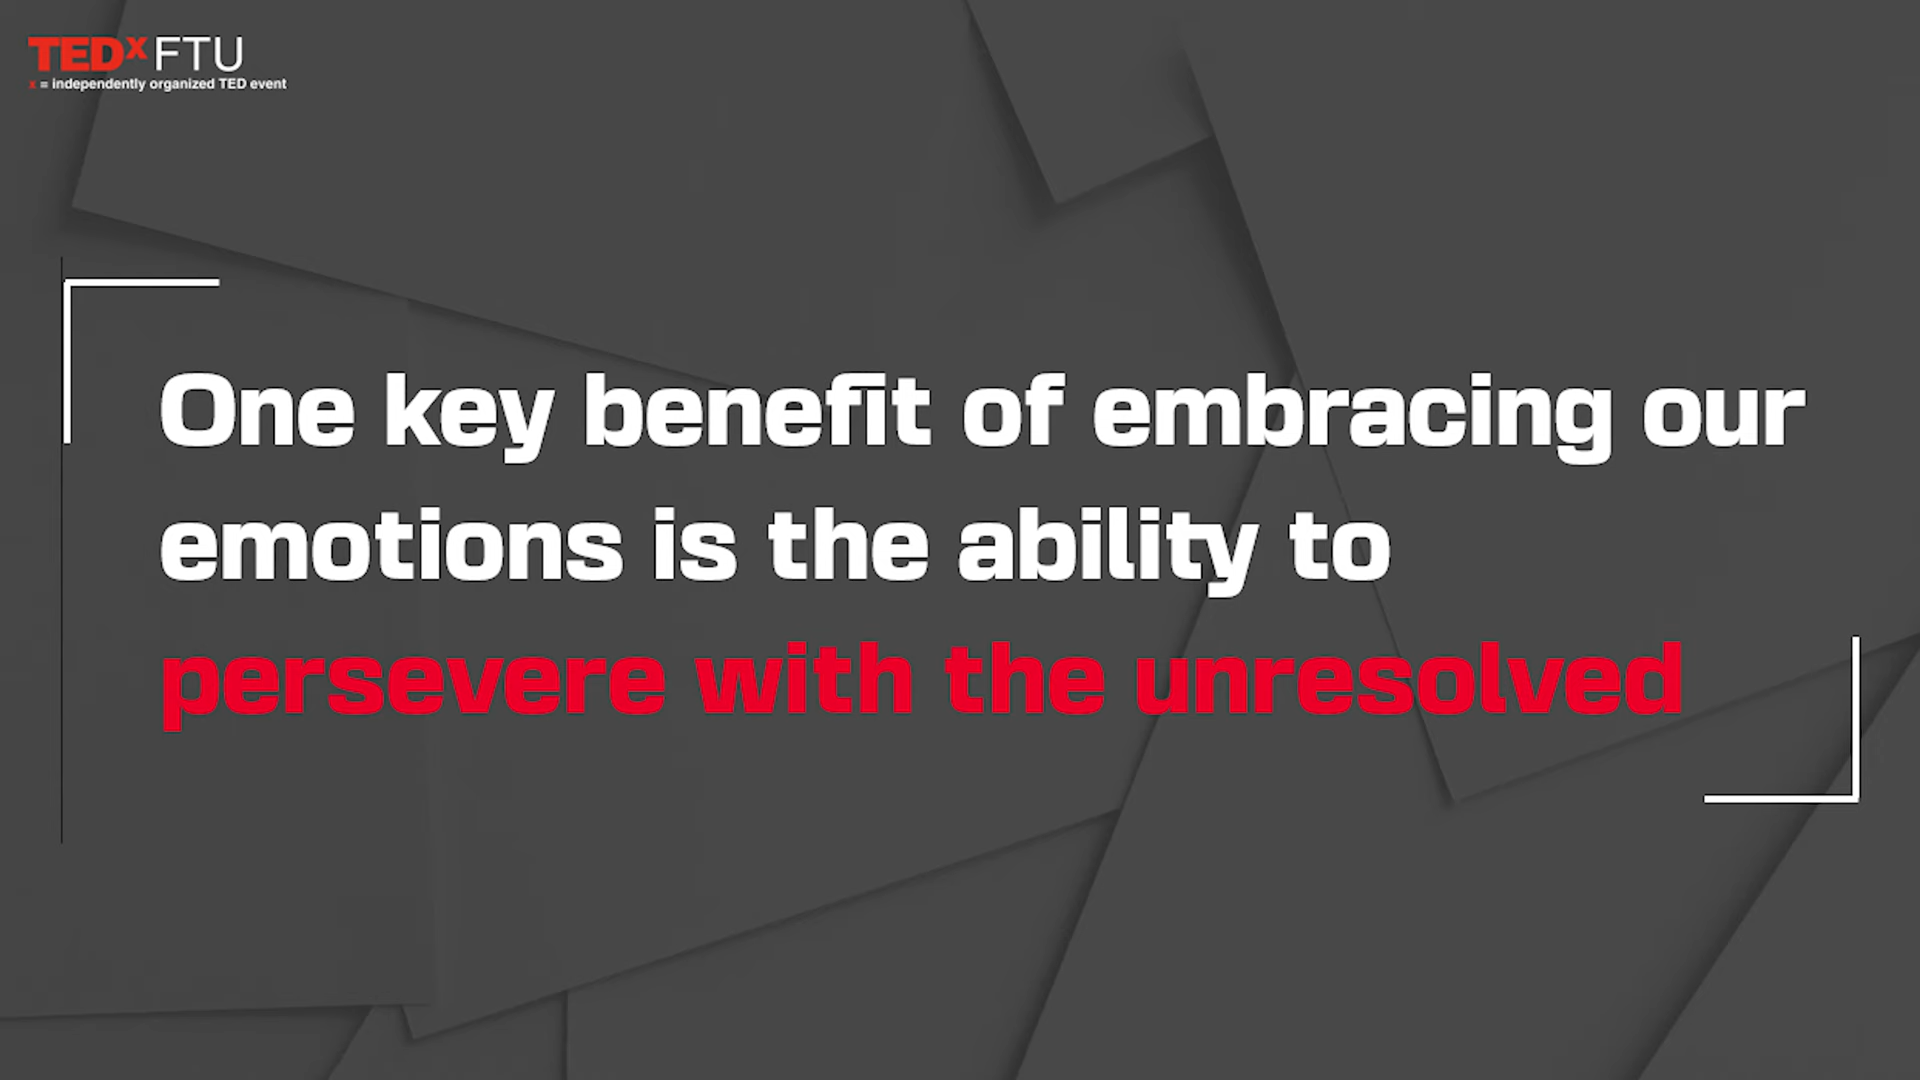 TEDxFTU
x = independently organized TED event
One key benefit of embracing our
emotions is the ability to
persevere with the unresolved